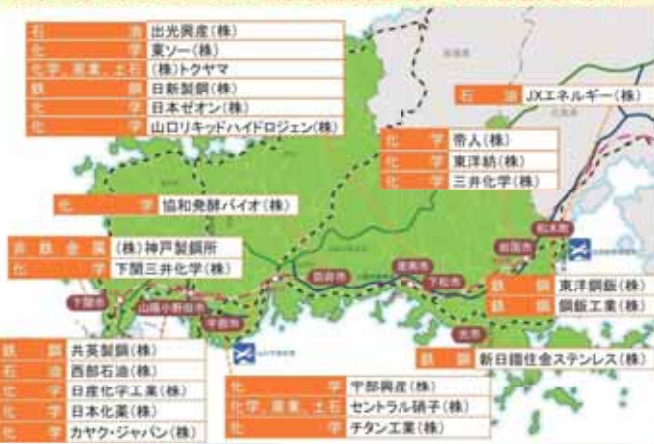 石油 出光興産(株)
化学 東ソー(株)
化学、窯業、土石 (株)トクヤマ
鉄鋼 日新製鋼(株)
化学 日本ゼオン(株)
化学 山口リキッドハイドロジェン(株)
石油 JXエネルギー(株)
化学 帝人(株)
化学 東洋紡(株)
化学 三井化学(株)
化学 協和発酵バイオ(株)
非鉄金属 (株)神戸製鋼所
化学 下関三井化学(株)
和木町
岩国市
周南市
防府市
下松市
下関市
山陽小野田市
宇部市
光市
鉄鋼 東洋鋼鈑(株)
鉄鋼 鋼鈑工業(株)
鉄鋼 新日鐵住金ステンレス(株)
鉄鋼 共英製鋼(株)
石油 西部石油(株)
化学 日産化学工業(株)
化学 日本化薬(株)
化学 カヤク・ジャパン(株)
化学 宇部興産(株)
化学、窯業、土石 セントラル硝子(株)
化学 チタン工業(株)